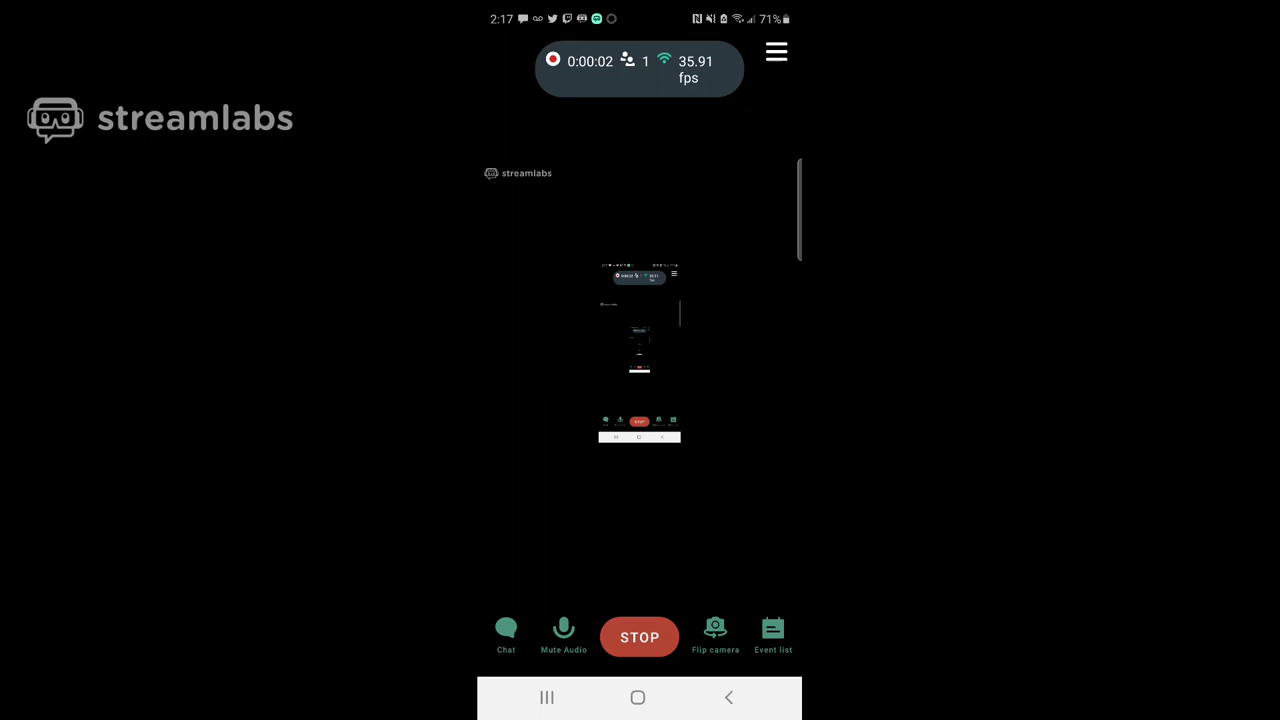 2:17 71%
0:00:02 1 35.91
fps
streamlabs
streamlabs
STOP
Chat Mute Audio STOP Flip camera Event list